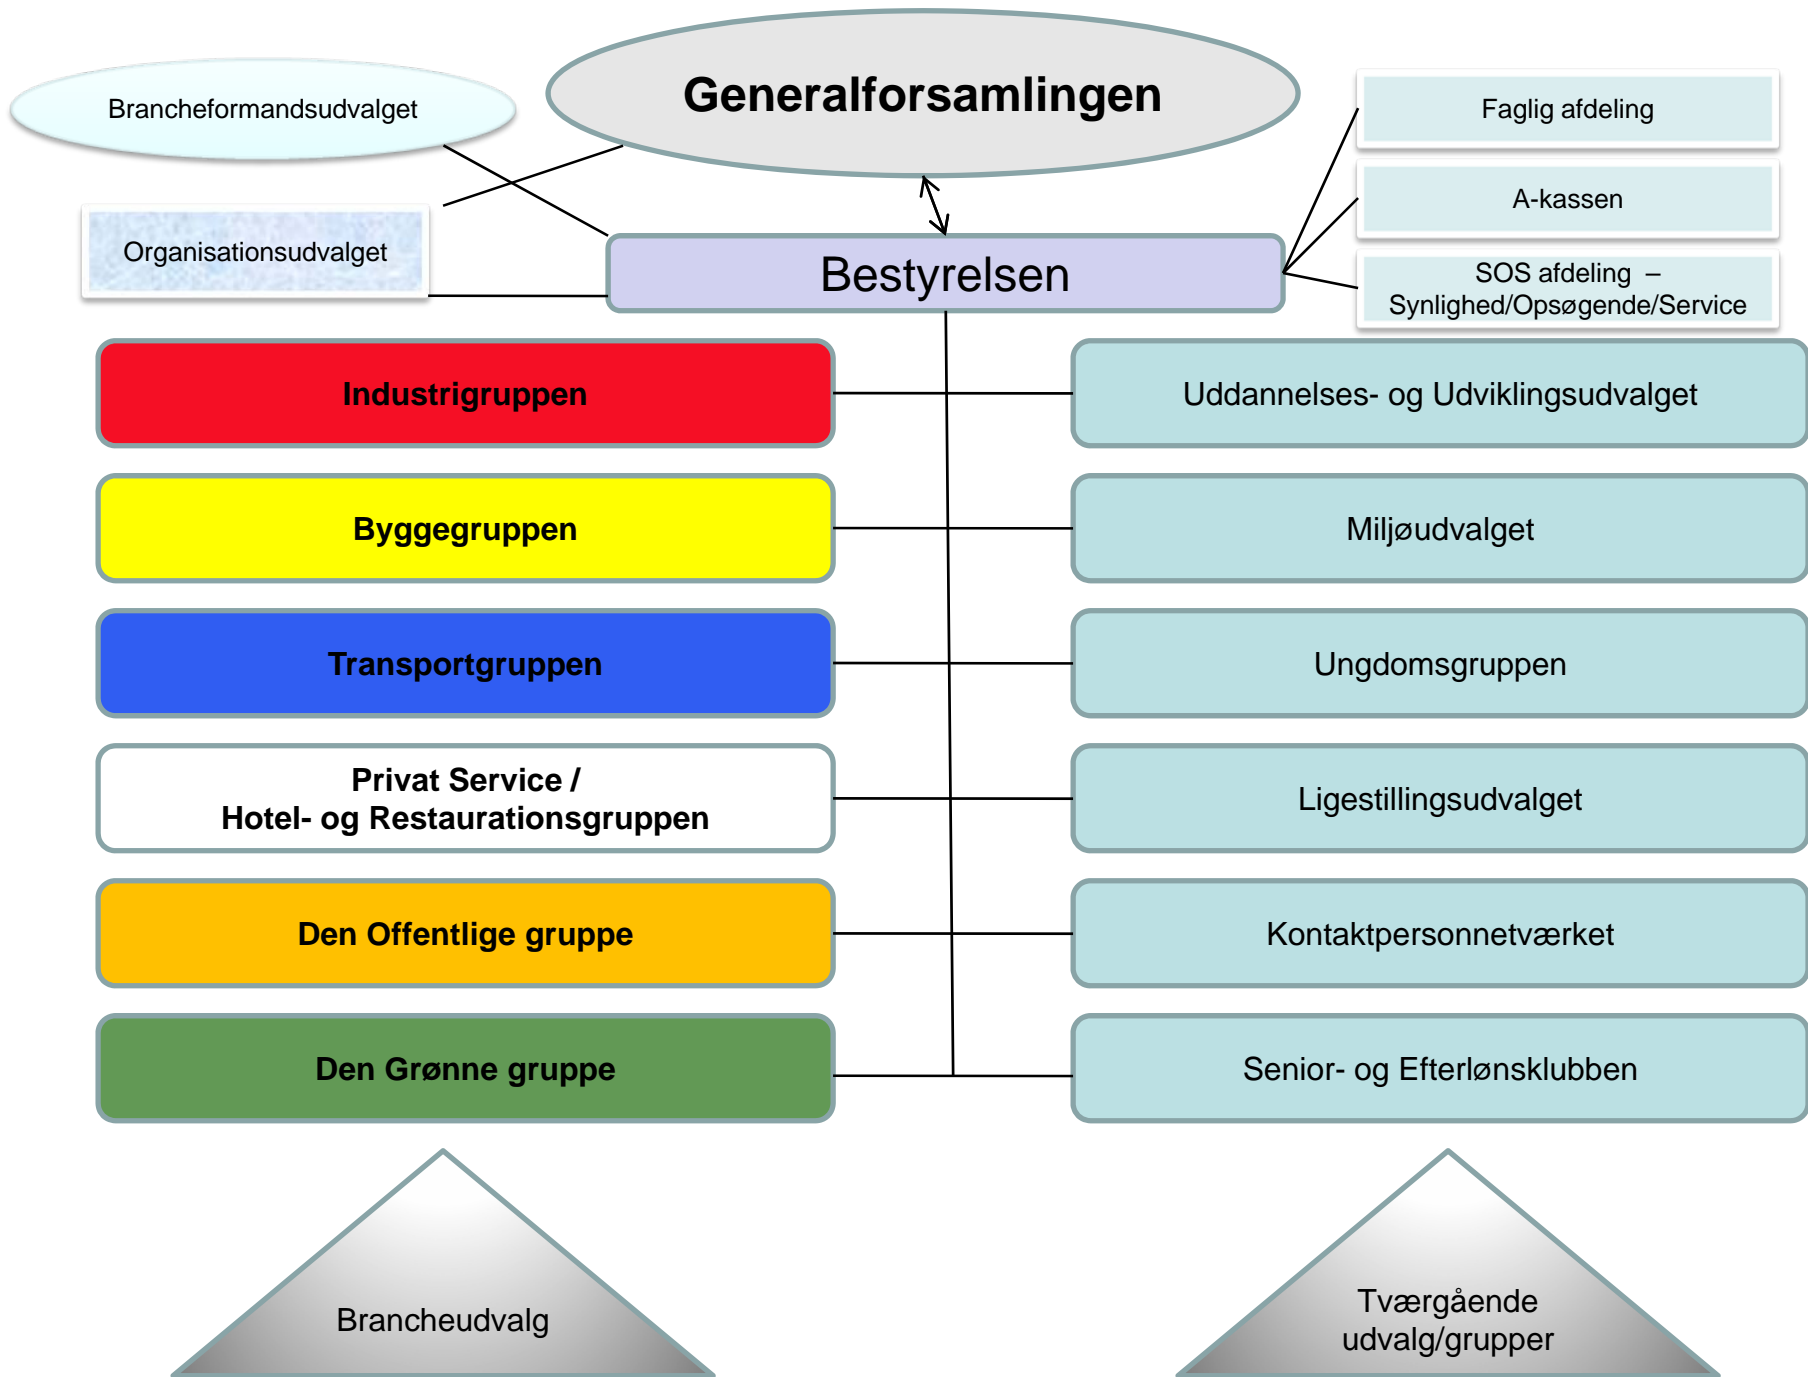 Generalforsamlingen
Brancheformandsudvalget
Faglig afdeling
A-kassen
Organisationsudvalget
Bestyrelsen
SOS afdeling –
Synlighed/Opsøgende/Service
Industrigruppen
Uddannelses- og Udviklingsudvalget
Byggegruppen
Miljøudvalget
Transportgruppen
Ungdomsgruppen
Privat Service /
Hotel- og Restaurationsgruppen
Ligestillingsudvalget
Den Offentlige gruppe
Kontaktpersonnetværket
Den Grønne gruppe
Senior- og Efterlønsklubben
Brancheudvalg
Tværgående
udvalg/grupper